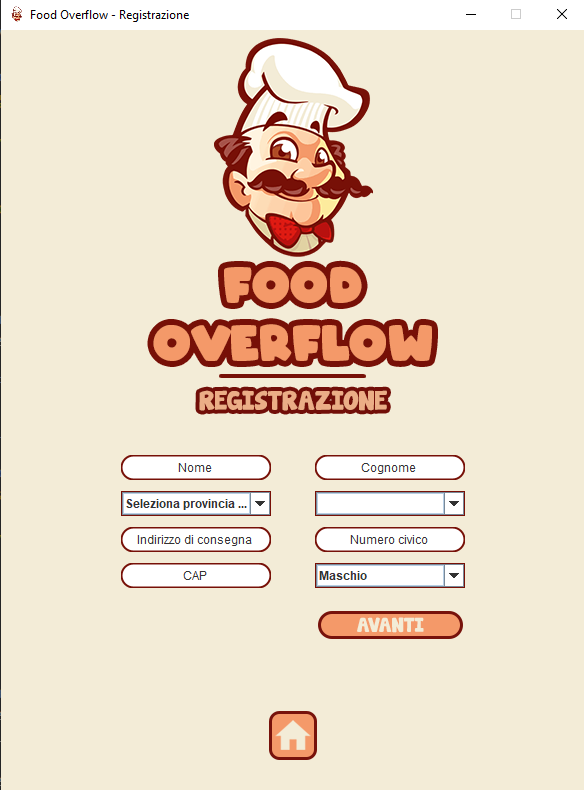 Food Overflow - Registrazione
FOOD
OVERFLOW
REGISTRAZIONE
Nome
Cognome
Seleziona provincia ...
Indirizzo di consegna
Numero civico
CAP
Maschio
AVANTI